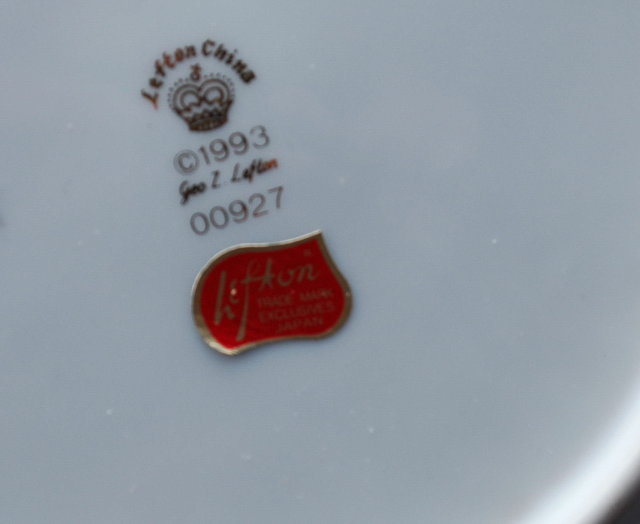 Lefton China
©1993
Geo Z. Lefton
00927
Lefton
TRADE MARK
EXCLUSIVES
JAPAN